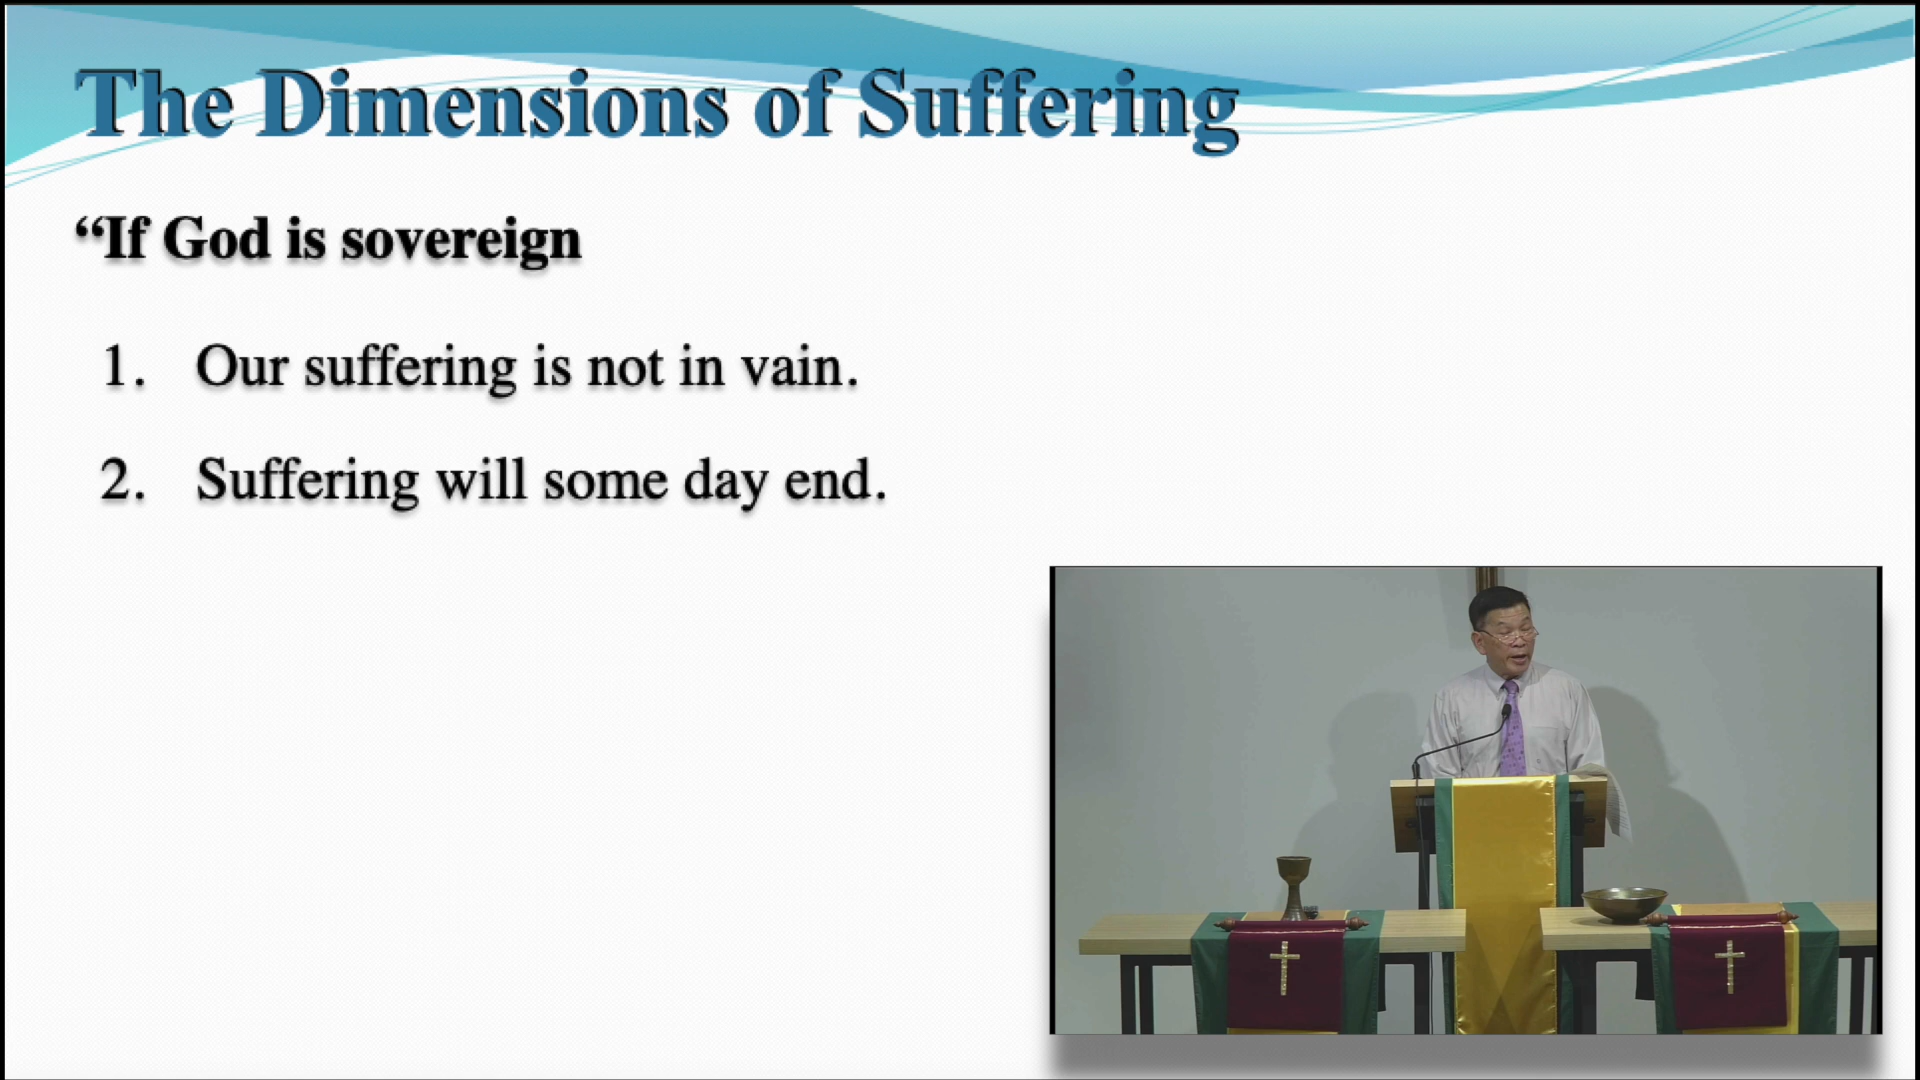 The Dimensions of Suffering
“If God is sovereign
1. Our suffering is not in vain.
2. Suffering will some day end.